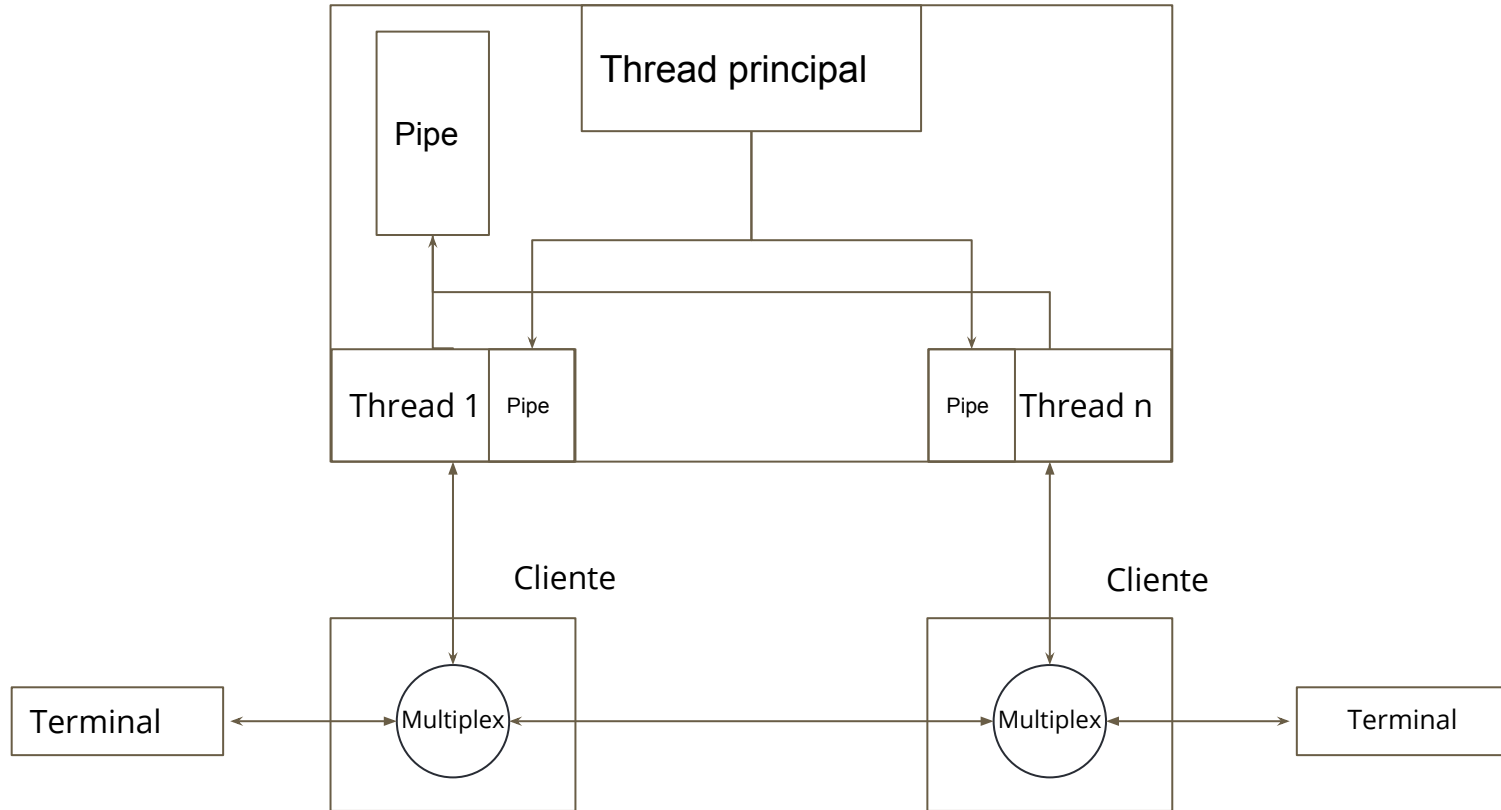 Thread principal
Pipe
Thread 1
Pipe
Pipe
Thread n
Cliente
Cliente
Terminal
Multiplex
Multiplex
Terminal